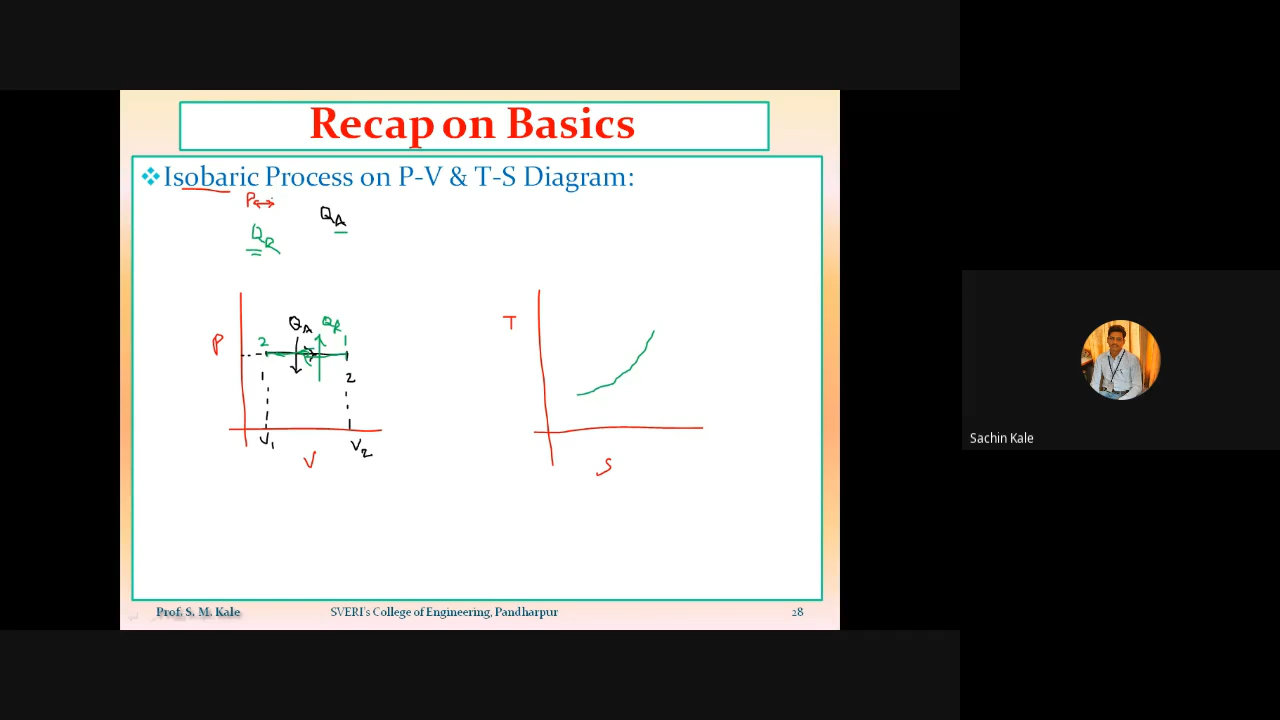 Recap on Basics
❖Isobaric Process on P-V & T-S Diagram:
P↔
QA
QR
QA QR
2 1
P
1 2
V1 V2
V
T
S
Sachin Kale
Prof. S. M. Kale SVERI's College of Engineering, Pandharpur 28